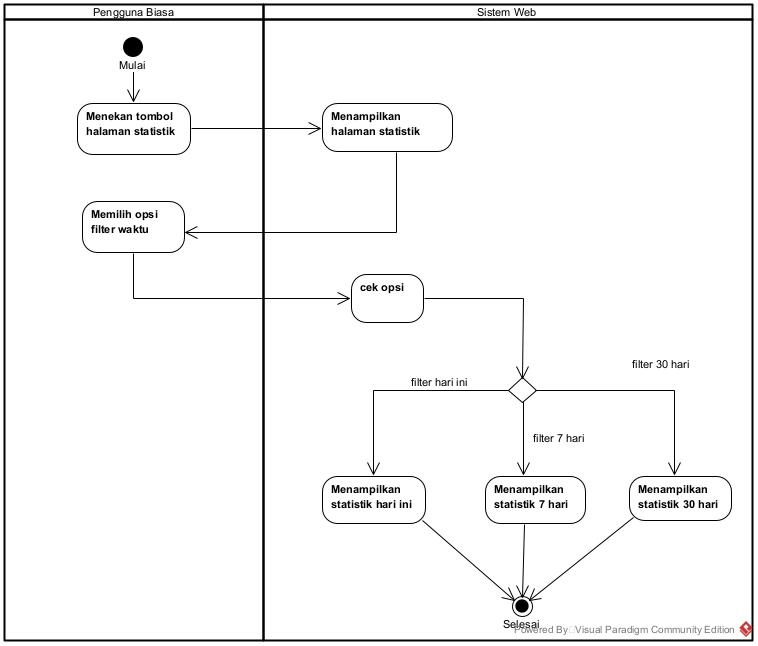 Pengguna Biasa
Sistem Web
Mulai
Menekan tombol
halaman statistik
Menampilkan
halaman statistik
Memilih opsi
filter waktu
cek opsi
filter 30 hari
filter hari ini
filter 7 hari
Menampilkan
statistik hari ini
Menampilkan
statistik 7 hari
Menampilkan
statistik 30 hari
Selesai
Powered By Visual Paradigm Community Edition